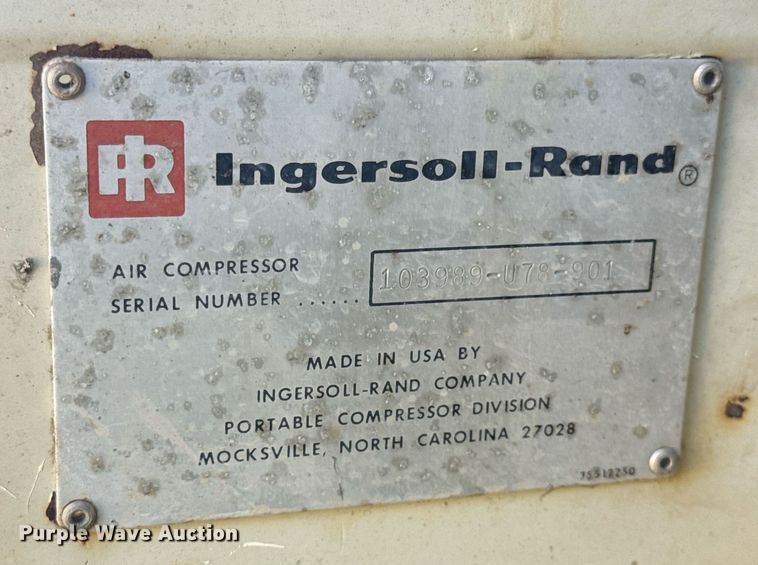 IR Ingersoll-Rand®
AIR COMPRESSOR
SERIAL NUMBER ...... 103989-U78-901
MADE IN USA BY
INGERSOLL-RAND COMPANY
PORTABLE COMPRESSOR DIVISION
MOCKSVILLE, NORTH CAROLINA 27028
35512250
Purple Wave Auction